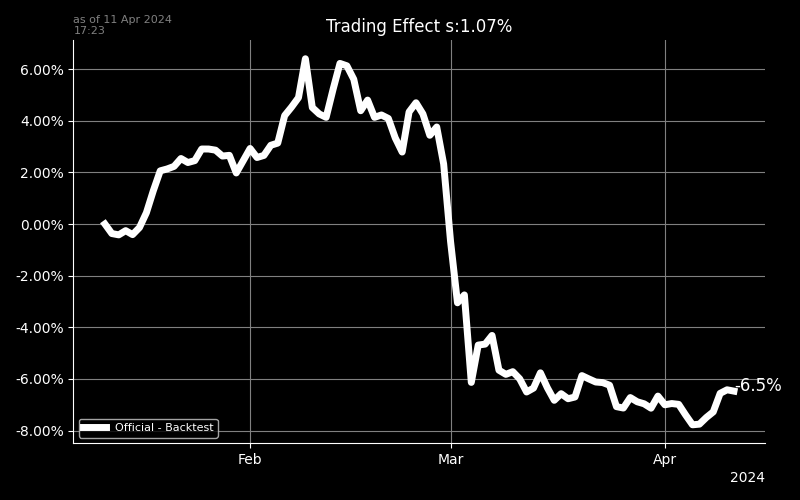 as of 11 Apr 2024
17:23
Trading Effect s:1.07%
6.00%
4.00%
2.00%
0.00%
-2.00%
-4.00%
-6.00%
-8.00%
-6.5%
Official - Backtest
Feb
Mar
Apr
2024